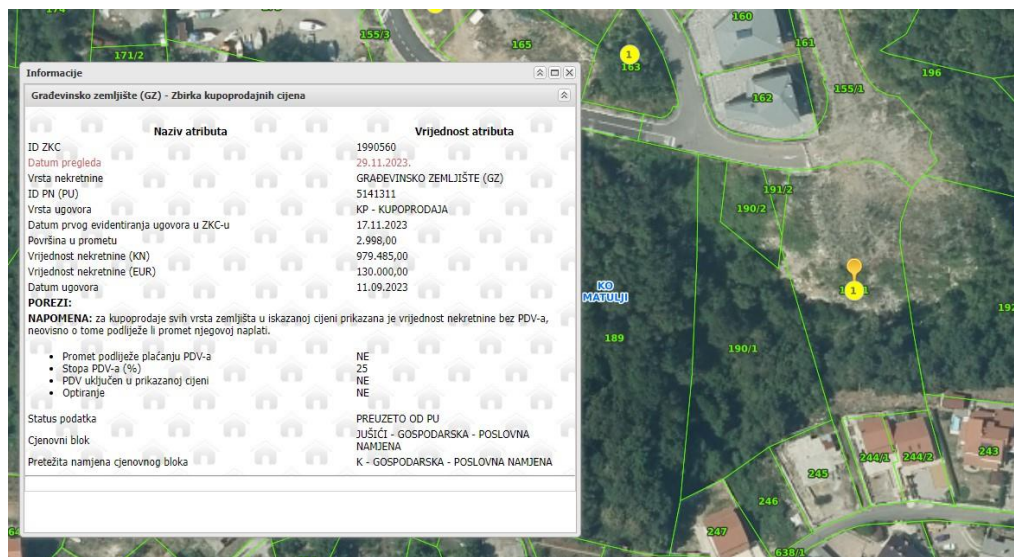 174
171/2
155/3
165
1
163
160
161
162
155/1
196
Informacije
Građevinsko zemljište (GZ) - Zbirka kupoprodajnih cijena
Naziv atributa Vrijednost atributa
ID ZKC 1990560
Datum pregleda 29.11.2023.
Vrsta nekretnine GRAĐEVINSKO ZEMLJIŠTE (GZ)
ID PN (PU) 5141311
Vrsta ugovora KP - KUPOPRODAJA
Datum prvog evidentiranja ugovora u ZKC-u 17.11.2023
Površina u prometu 2.998,00
Vrijednost nekretnine (KN) 979.485,00
Vrijednost nekretnine (EUR) 130.000,00
Datum ugovora 11.09.2023
POREZI:
NAPOMENA: za kupoprodaje svih vrsta zemljišta u iskazanoj cijeni prikazana je vrijednost nekretnine bez PDV-a,
neovisno o tome podliježe li promet njegovoj naplati.
• Promet podliježe plaćanju PDV-a NE
• Stopa PDV-a (%) 25
• PDV uključen u prikazanoj cijeni NE
• Optiranje NE
Status podatka PREUZETO OD PU
Cjenovni blok JUŠIĆI - GOSPODARSKA - POSLOVNA
NAMJENA
Pretežita namjena cjenovnog bloka K - GOSPODARSKA - POSLOVNA NAMJENA
191/2
190/2
KO
MATULJI
1
189
190/1
243
244/1
244/2
245
246
247
638/1